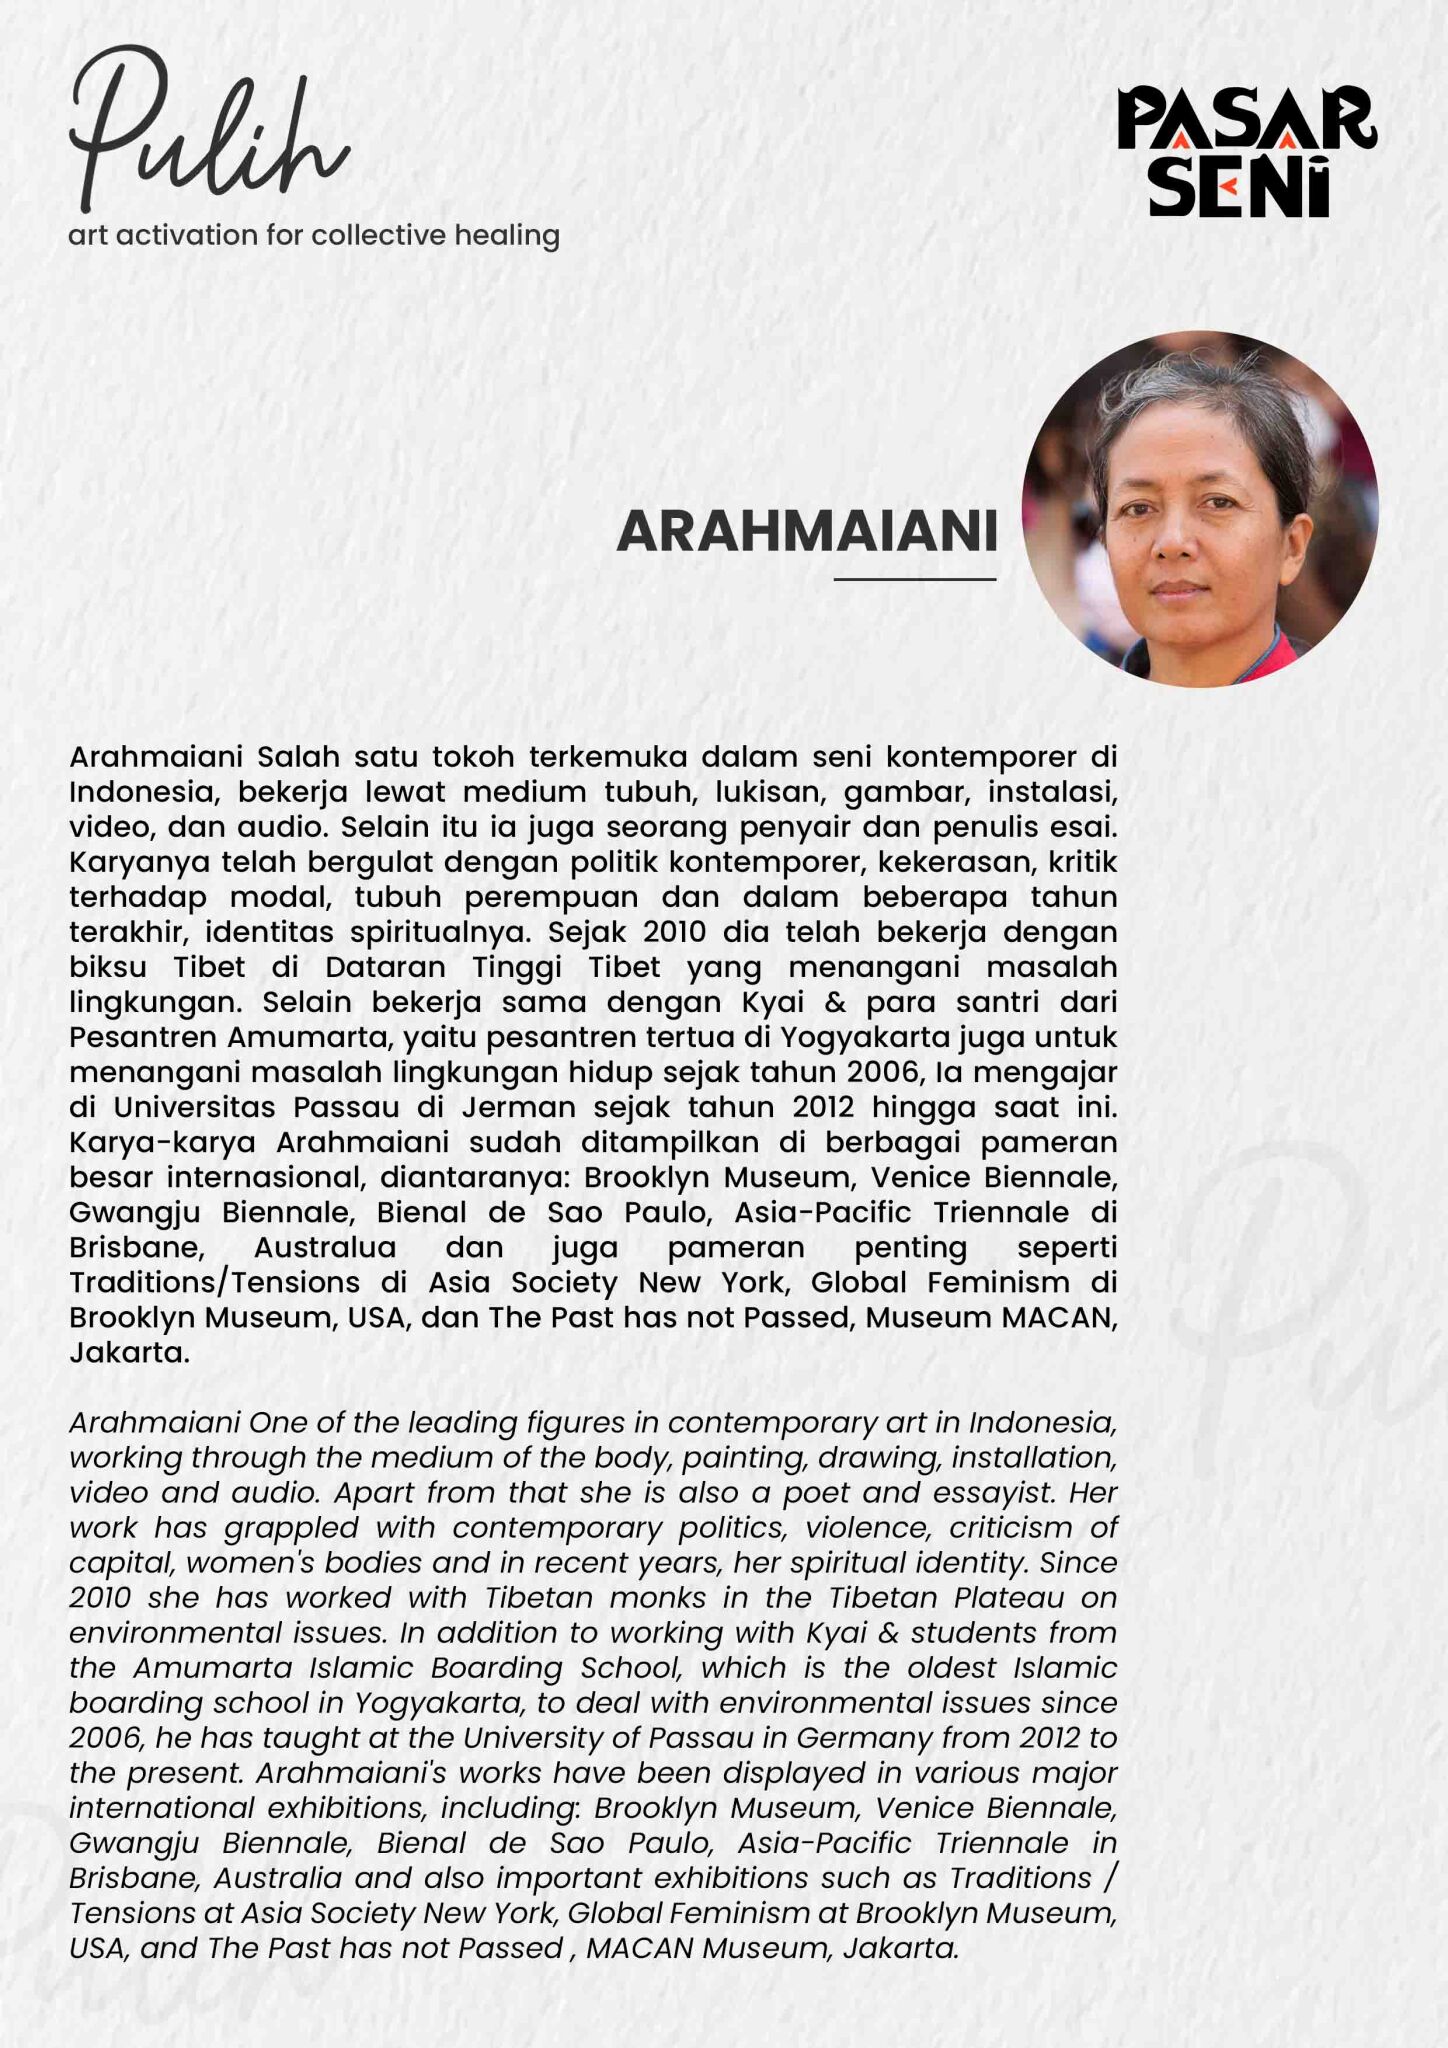 Pulih
art activation for collective healing
PASAR
SENI
ARAHMAIANI
Arahmaiani Salah satu tokoh terkemuka dalam seni kontemporer di
Indonesia, bekerja lewat medium tubuh, lukisan, gambar, instalasi,
video, dan audio. Selain itu ia juga seorang penyair dan penulis esai.
Karyanya telah bergulat dengan politik kontemporer, kekerasan, kritik
terhadap modal, tubuh perempuan dan dalam beberapa tahun
terakhir, identitas spiritualnya. Sejak 2010 dia telah bekerja dengan
biksu Tibet di Dataran Tinggi Tibet yang menangani masalah
lingkungan. Selain bekerja sama dengan Kyai & para santri dari
Pesantren Amumarta, yaitu pesantren tertua di Yogyakarta juga untuk
menangani masalah lingkungan hidup sejak tahun 2006, Ia mengajar
di Universitas Passau di Jerman sejak tahun 2012 hingga saat ini.
Karya-karya Arahmaiani sudah ditampilkan di berbagai pameran
besar internasional, diantaranya: Brooklyn Museum, Venice Biennale,
Gwangju Biennale, Bienal de Sao Paulo, Asia-Pacific Triennale di
Brisbane, Australua dan juga pameran penting seperti
Traditions/Tensions di Asia Society New York, Global Feminism di
Brooklyn Museum, USA, dan The Past has not Passed, Museum MACAN,
Jakarta.
Arahmaiani One of the leading figures in contemporary art in Indonesia,
working through the medium of the body, painting, drawing, installation,
video and audio. Apart from that she is also a poet and essayist. Her
work has grappled with contemporary politics, violence, criticism of
capital, women's bodies and in recent years, her spiritual identity. Since
2010 she has worked with Tibetan monks in the Tibetan Plateau on
environmental issues. In addition to working with Kyai & students from
the Amumarta Islamic Boarding School, which is the oldest Islamic
boarding school in Yogyakarta, to deal with environmental issues since
2006, he has taught at the University of Passau in Germany from 2012 to
the present. Arahmaiani's works have been displayed in various major
international exhibitions, including: Brooklyn Museum, Venice Biennale,
Gwangju Biennale, Bienal de Sao Paulo, Asia-Pacific Triennale in
Brisbane, Australia and also important exhibitions such as Traditions /
Tensions at Asia Society New York, Global Feminism at Brooklyn Museum,
USA, and The Past has not Passed , MACAN Museum, Jakarta.
Pu
Pulih